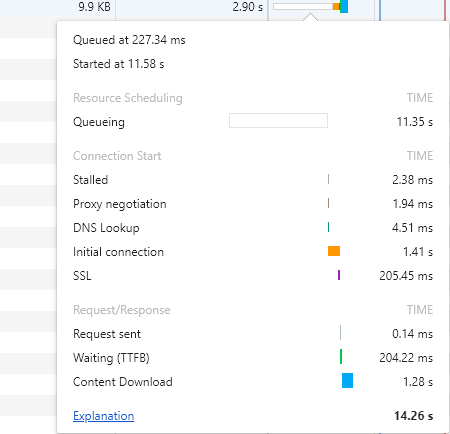 9.9 KB 2.90 s
Queued at 227.34 ms
Started at 11.58 s
Resource Scheduling TIME
Queueing 11.35 s
Connection Start TIME
Stalled 2.38 ms
Proxy negotiation 1.94 ms
DNS Lookup 4.51 ms
Initial connection 1.41 s
SSL 205.45 ms
Request/Response TIME
Request sent 0.14 ms
Waiting (TTFB) 204.22 ms
Content Download 1.28 s
Explanation 14.26 s